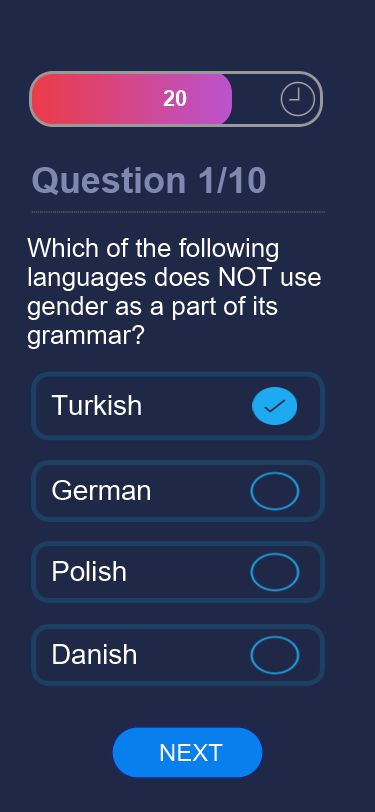 20
Question 1/10
Which of the following
languages does NOT use
gender as a part of its
grammar?
Turkish
German
Polish
Danish
NEXT